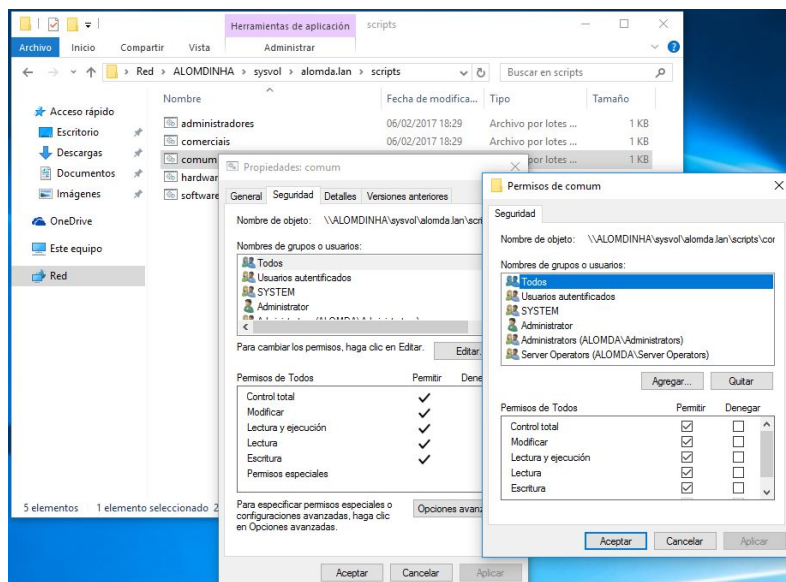 Herramientas de aplicación
scripts
Archivo
Inicio
Compartir
Vista
Administrar
Red > ALOMDINHA > sysvol > alomda.lan > scripts
Buscar en scripts
Nombre
Fecha de modifica...
Tipo
Tamaño
Acceso rápido
Escritorio
Descargas
Documentos
Imágenes
OneDrive
Este equipo
Red
administradores 06/02/2017 18:29 Archivo por lotes ... 1 KB
comerciais 06/02/2017 18:29 Archivo por lotes ... 1 KB
comum
por lotes ... 1 KB
hardwar
software
5 elementos 1 elemento seleccionado 2
Propiedades: comum
General Seguridad Detalles Versiones anteriores
Nombre de objeto: \\ALOMDINHA\sysvol\alomda.lan\scri
Nombres de grupos o usuarios:
Todos
Usuarios autentificados
SYSTEM
Administrator
Para cambiar los permisos, haga clic en Editar.
Editar.
Permisos de Todos Permitir Dene
Control total
Modificar
Lectura y ejecución
Lectura
Escritura
Permisos especiales
Para especificar permisos especiales o
configuraciones avanzadas, haga clic
en Opciones avanzadas.
Opciones avanz
Aceptar Cancelar Aplicar
Permisos de comum
Seguridad
Nombre de objeto: \\ALOMDINHA\sysvol\alomda.lan\scripts\cor
Nombres de grupos o usuarios:
Todos
Usuarios autentificados
SYSTEM
Administrator
Administrators (ALOMDA\Administrators)
Server Operators (ALOMDA\Server Operators)
Agregar... Quitar
Permisos de Todos Permitir Denegar
Control total
Modificar
Lectura y ejecución
Lectura
Escritura
Aceptar Cancelar Aplicar